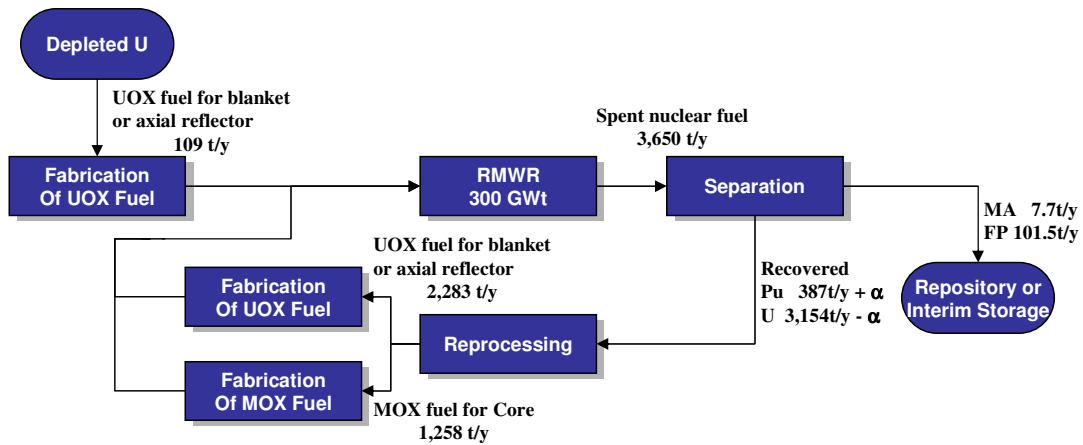 Depleted U
UOX fuel for blanket
or axial reflector
109 t/y
Fabrication
Of UOX Fuel
RMWR
300 GWt
Spent nuclear fuel
3,650 t/y
Separation
MA 7.7t/y
FP 101.5t/y
Repository or
Interim Storage
Recovered
Pu 387t/y + α
U 3,154t/y - α
Reprocessing
UOX fuel for blanket
or axial reflector
2,283 t/y
Fabrication
Of UOX Fuel
Fabrication
Of MOX Fuel
MOX fuel for Core
1,258 t/y